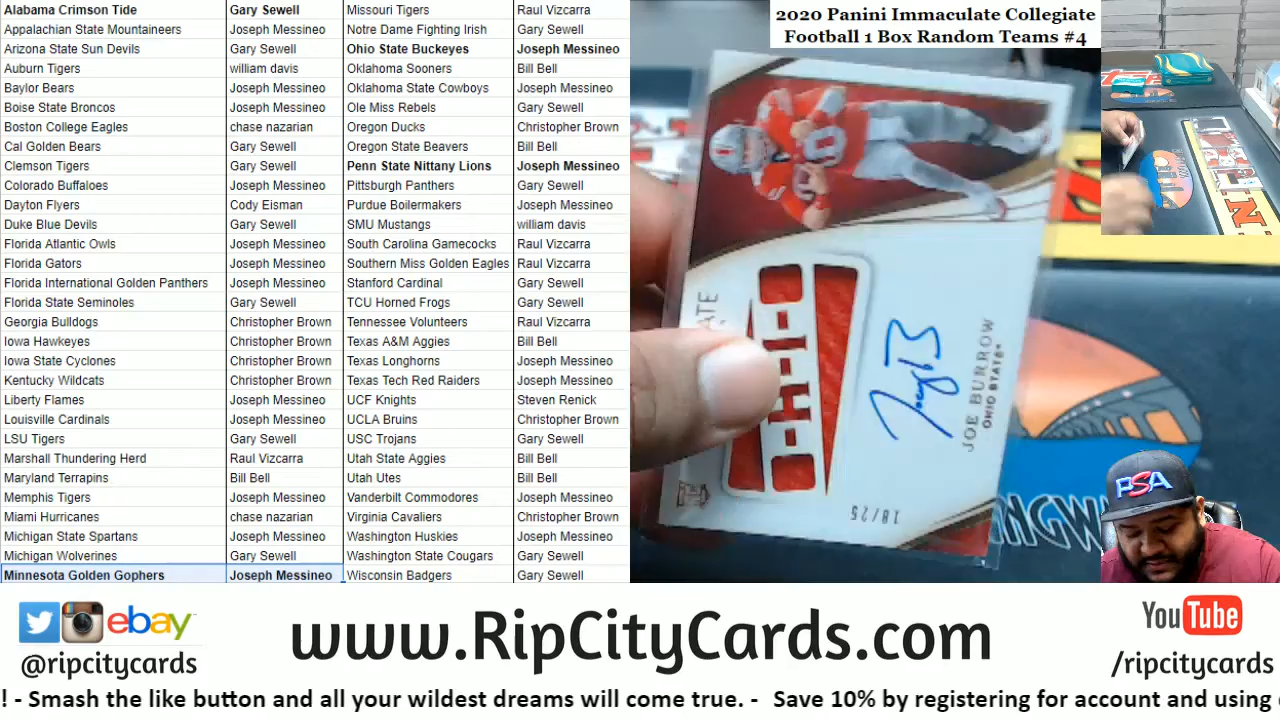 Alabama Crimson Tide Gary Sewell Missouri Tigers Raul Vizcarra
Appalachian State Mountaineers Joseph Messineo Notre Dame Fighting Irish Gary Sewell
Arizona State Sun Devils Gary Sewell Ohio State Buckeyes Joseph Messineo
Auburn Tigers william davis Oklahoma Sooners Bill Bell
Baylor Bears Joseph Messineo Oklahoma State Cowboys Joseph Messineo
Boise State Broncos Joseph Messineo Ole Miss Rebels Gary Sewell
Boston College Eagles chase nazarian Oregon Ducks Christopher Brown
Cal Golden Bears Gary Sewell Oregon State Beavers Bill Bell
Clemson Tigers Gary Sewell Penn State Nittany Lions Joseph Messineo
Colorado Buffaloes Joseph Messineo Pittsburgh Panthers Gary Sewell
Dayton Flyers Cody Eisman Purdue Boilermakers Joseph Messineo
Duke Blue Devils Gary Sewell SMU Mustangs william davis
Florida Atlantic Owls Joseph Messineo South Carolina Gamecocks Raul Vizcarra
Florida Gators Joseph Messineo Southern Miss Golden Eagles Raul Vizcarra
Florida International Golden Panthers Joseph Messineo Stanford Cardinal Gary Sewell
Florida State Seminoles Gary Sewell TCU Horned Frogs Gary Sewell
Georgia Bulldogs Christopher Brown Tennessee Volunteers Raul Vizcarra
Iowa Hawkeyes Christopher Brown Texas A&M Aggies Bill Bell
Iowa State Cyclones Christopher Brown Texas Longhorns Joseph Messineo
Kentucky Wildcats Christopher Brown Texas Tech Red Raiders Joseph Messineo
Liberty Flames Joseph Messineo UCF Knights Steven Renick
Louisville Cardinals Joseph Messineo UCLA Bruins Christopher Brown
LSU Tigers Gary Sewell USC Trojans Gary Sewell
Marshall Thundering Herd Raul Vizcarra Utah State Aggies Bill Bell
Maryland Terrapins Bill Bell Utah Utes Bill Bell
Memphis Tigers Joseph Messineo Vanderbilt Commodores Joseph Messineo
Miami Hurricanes chase nazarian Virginia Cavaliers Christopher Brown
Michigan State Spartans Joseph Messineo Washington Huskies Joseph Messineo
Michigan Wolverines Gary Sewell Washington State Cougars Gary Sewell
Minnesota Golden Gophers Joseph Messineo Wisconsin Badgers Gary Sewell
2020 Panini Immaculate Collegiate
Football 1 Box Random Teams #4
JOE BURROW
OHIO STATE
18/25
PSA
ebay
@ripcitycards
www.RipCityCards.com
YouTube
/ripcitycards
! - Smash the like button and all your wildest dreams will come true. - Save 10% by registering for account and using